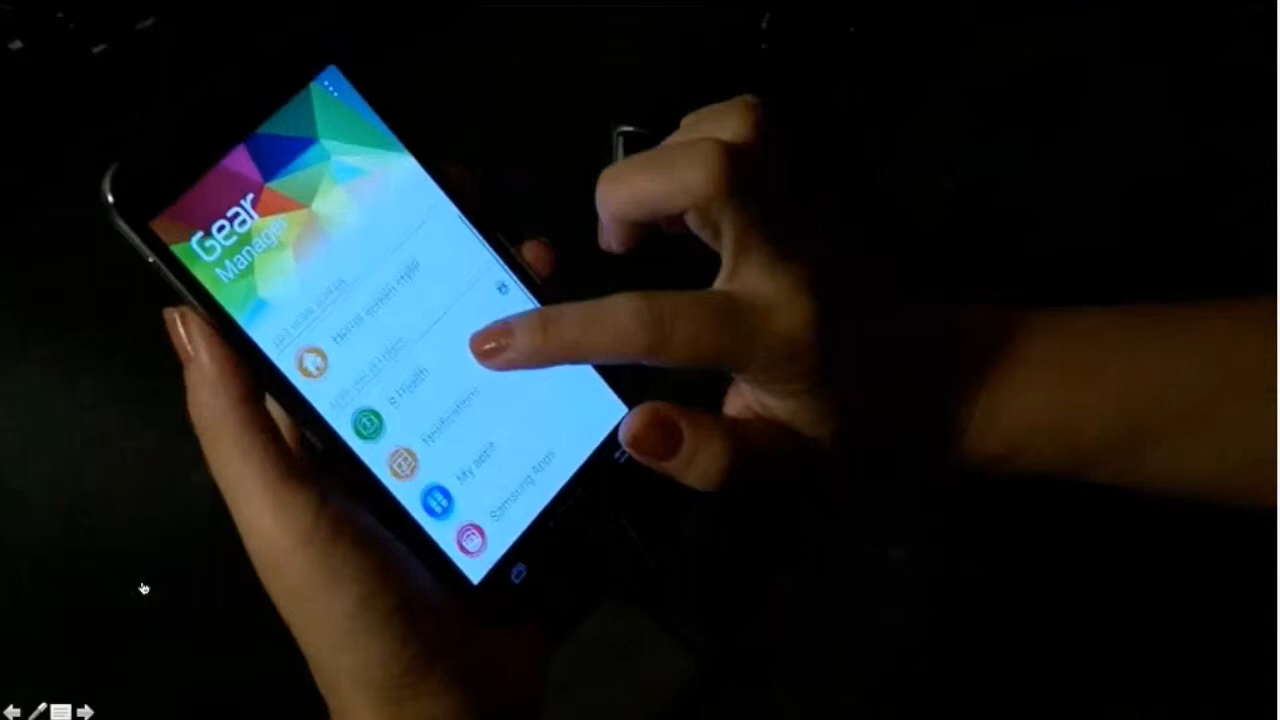 Gear
Manager
Home screen style
S Health
Notifications
My apps
Samsung Apps